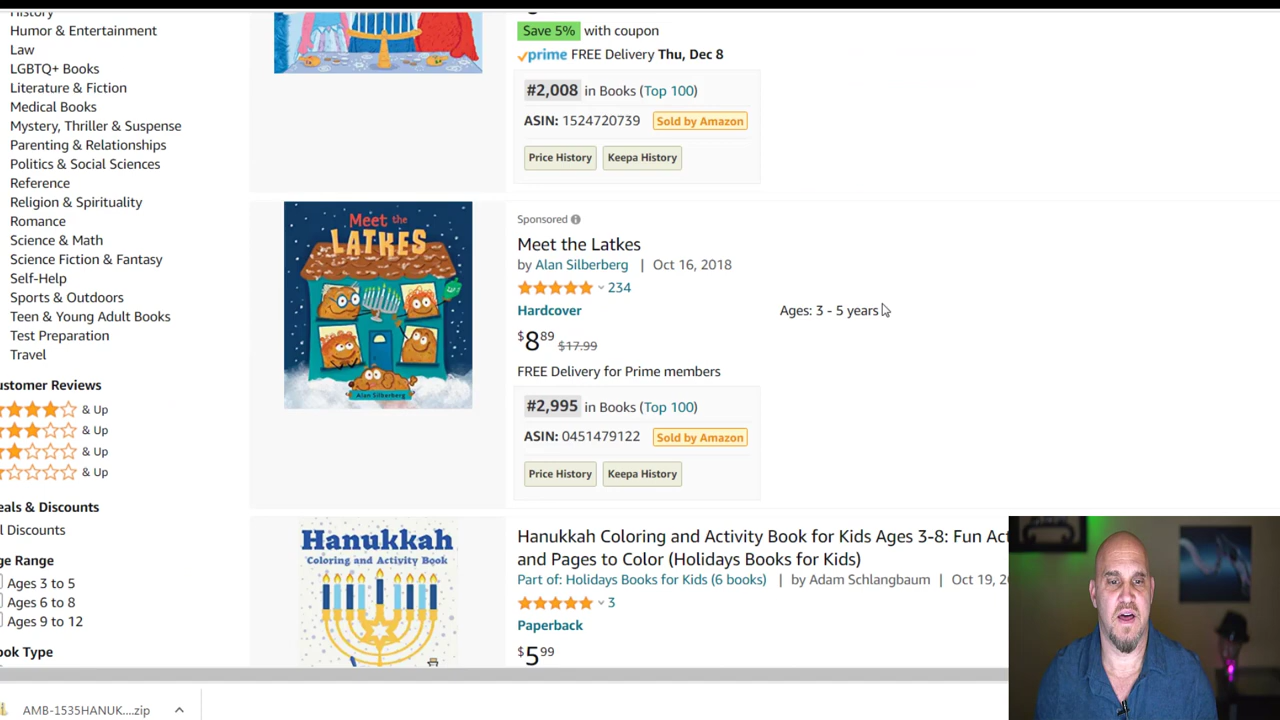 History
Humor & Entertainment
Law
LGBTQ+ Books
Literature & Fiction
Medical Books
Mystery, Thriller & Suspense
Parenting & Relationships
Politics & Social Sciences
Reference
Religion & Spirituality
Romance
Science & Math
Science Fiction & Fantasy
Self-Help
Sports & Outdoors
Teen & Young Adult Books
Test Preparation
Travel
ustomer Reviews
& Up
& Up
& Up
& Up
eals & Discounts
l Discounts
ge Range
Ages 3 to 5
Ages 6 to 8
Ages 9 to 12
ook Type
Save 5% with coupon
prime FREE Delivery Thu, Dec 8
#2,008 in Books (Top 100)
ASIN: 1524720739 Sold by Amazon
Price History Keepa History
Meet the
LATKES
Alan Silberberg
Sponsored
Meet the Latkes
by Alan Silberberg | Oct 16, 2018
234
Hardcover
Ages: 3 - 5 years
$8 89 $17.99
FREE Delivery for Prime members
#2,995 in Books (Top 100)
ASIN: 0451479122 Sold by Amazon
Price History Keepa History
Hanukkah
Coloring and Activity Book
Hanukkah Coloring and Activity Book for Kids Ages 3-8: Fun Act
and Pages to Color (Holidays Books for Kids)
Part of: Holidays Books for Kids (6 books) | by Adam Schlangbaum | Oct 19, 20
3
Paperback
$5 99
AMB-1535HANUK....zip